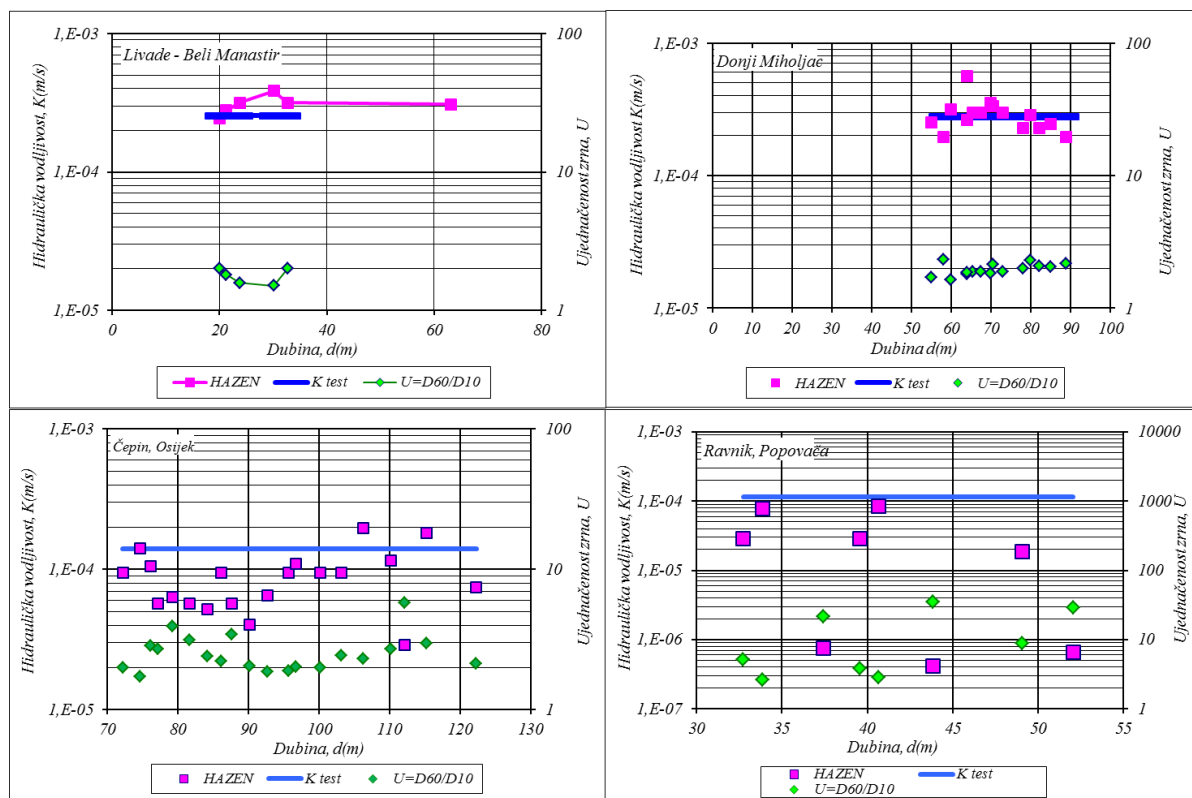 Livade - Beli Manastir
Hidraulička vodljivost, K(m/s)
1,E-03
1,E-04
1,E-05
100
10
1
Ujednačenost zrna, U
0 20 40 60 80
Dubina, d(m)
HAZEN K test U=D60/D10
Donji Miholjac
Hidraulička vodljivost K(m/s)
1,E-03
1,E-04
1,E-05
100
10
1
Ujednačenost zrna, U
0 10 20 30 40 50 60 70 80 90 100
Dubina d(m)
HAZEN K test U=D60/D10
Čepin, Osijek
Hidraulička vodljivost, K(m/s)
1,E-03
1,E-04
1,E-05
100
10
1
Ujednačenost zrna, U
70 80 90 100 110 120 130
Dubina, d(m)
HAZEN K test U=D60/D10
Ravnik, Popovača
Hidraulička vodljivost, K(m/s)
1,E-03
1,E-04
1,E-05
1,E-06
1,E-07
10000
1000
100
10
1
Ujednačenost zrna, U
30 35 40 45 50 55
Dubina, d(m)
HAZEN K test
U=D60/D10